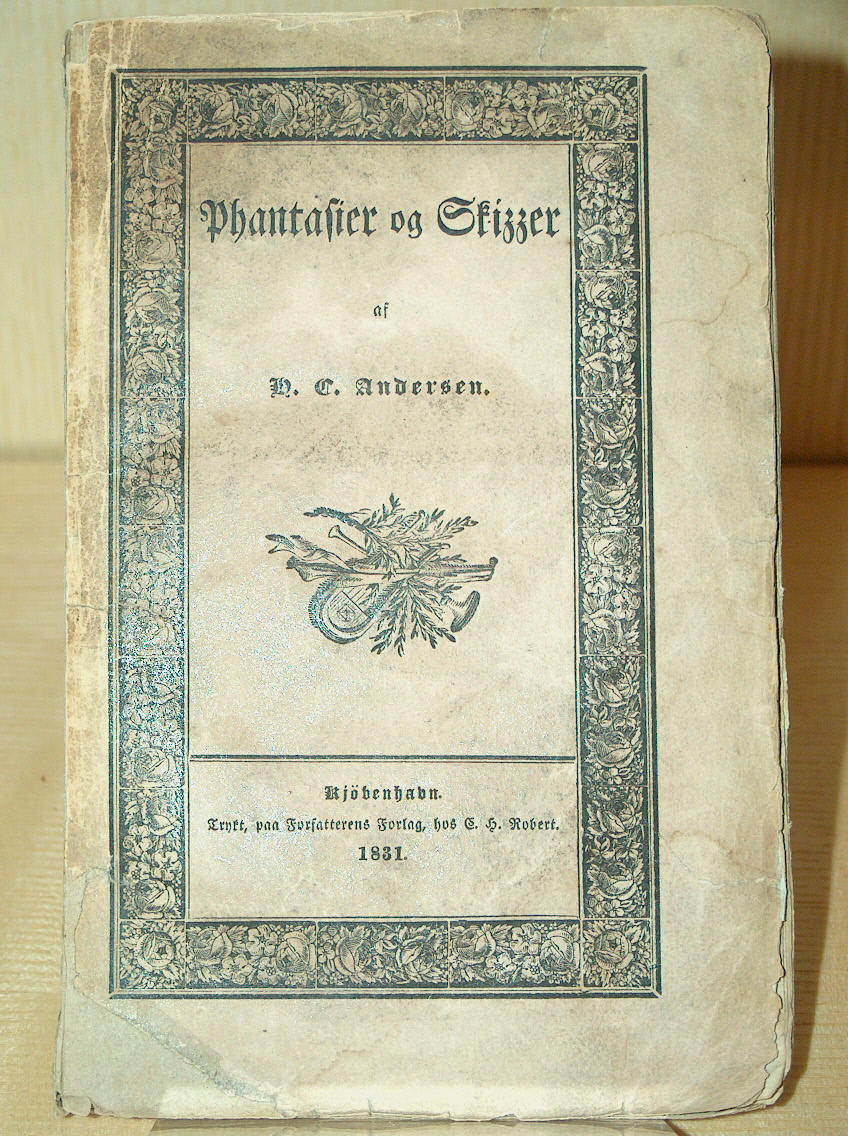 Phantasier og Skizzer
af
H. C. Andersen.
Kjöbenhavn.
Trykt, paa Forfatterens Forlag, hos E. H. Robert.
1831.